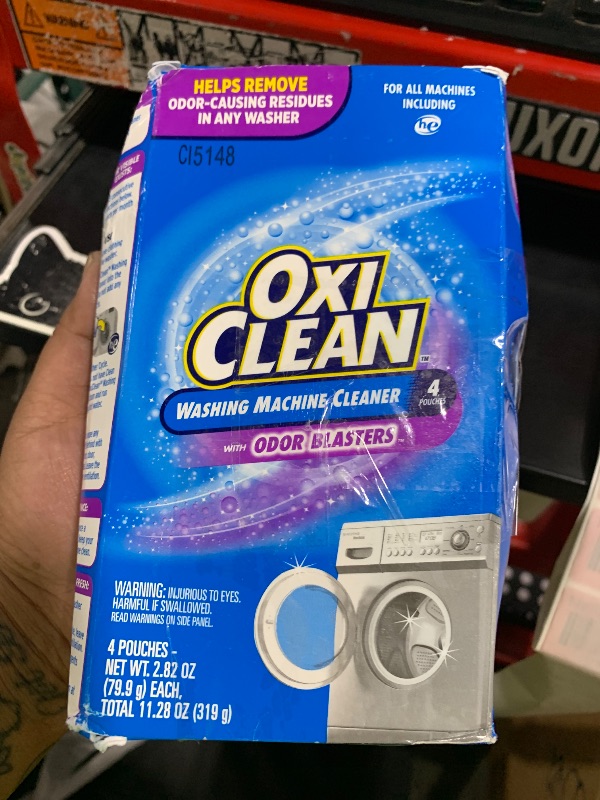 HELPS REMOVE
ODOR-CAUSING RESIDUES
IN ANY WASHER
FOR ALL MACHINES
INCLUDING
he
CI5148
OXI
CLEAN™
WASHING MACHINE CLEANER
4
POUCHES
WITH ODOR BLASTERS™
WARNING: INJURIOUS TO EYES.
HARMFUL IF SWALLOWED.
READ WARNINGS ON SIDE PANEL.
4 POUCHES –
NET WT. 2.82 OZ
(79.9 g) EACH,
TOTAL 11.28 OZ (319 g)